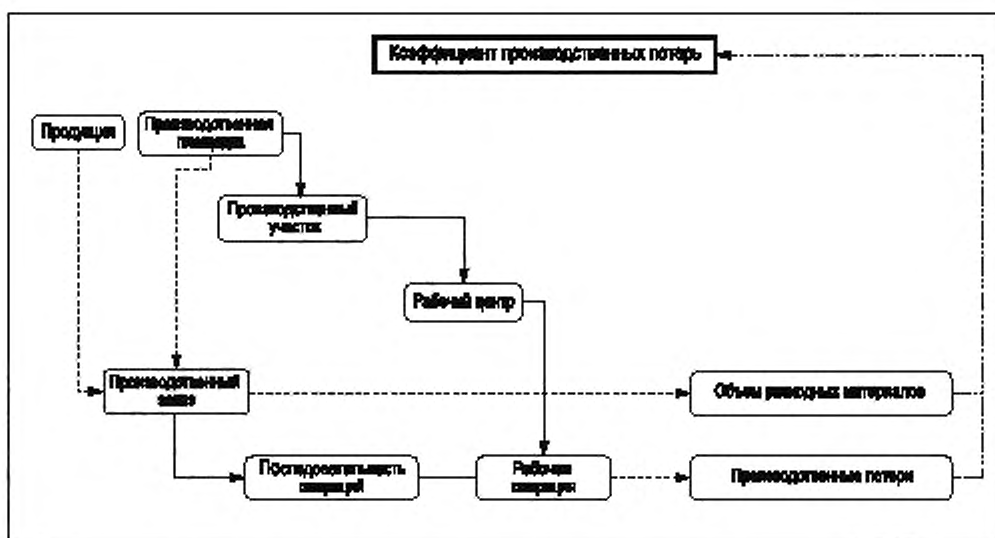 Коэффициент производственных потерь
Продукция
Производственная
площадка
Производственный
участок
Рабочий центр
Производственный
заказ
Объем расходных материалов
Последовательность
операций
Рабочая
операция
Производственные потери